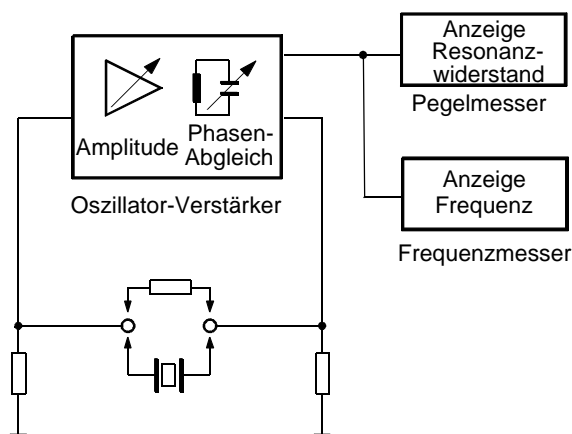 Anzeige
Resonanz-
widerstand
Pegelmesser
Amplitude
Phasen-
Abgleich
Oszillator-Verstärker
Anzeige
Frequenz
Frequenzmesser